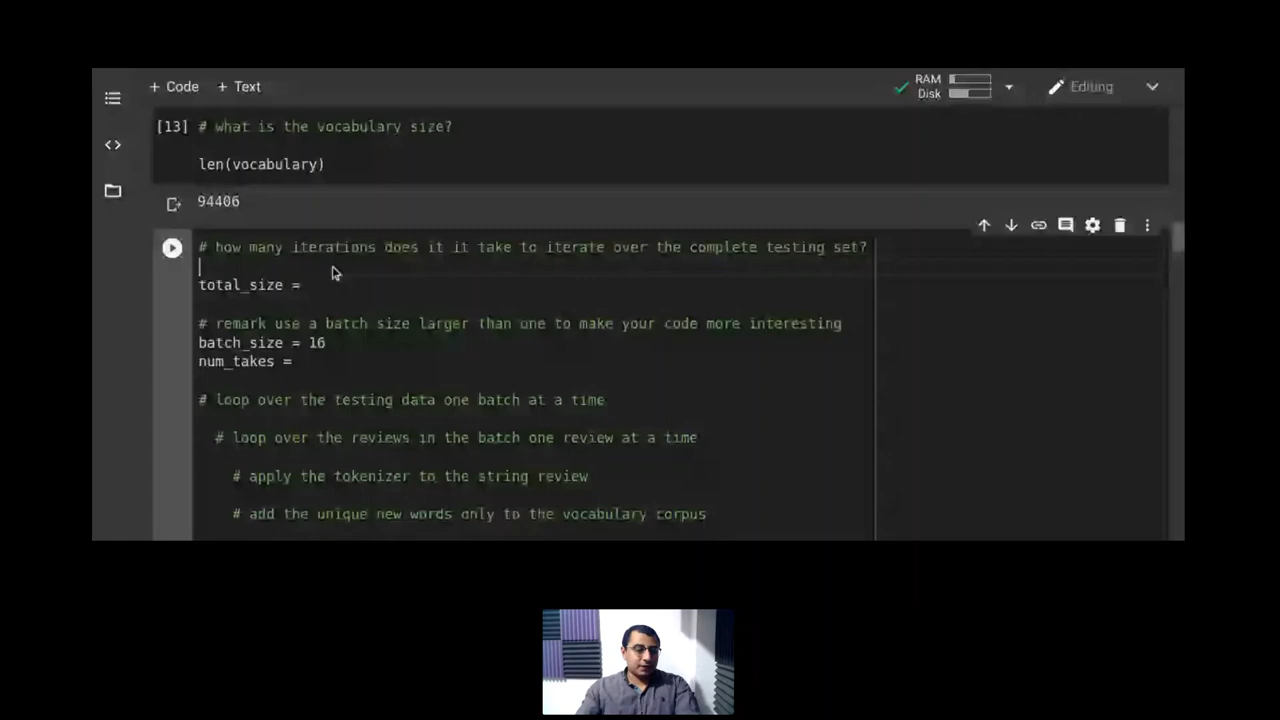 + Code + Text
RAM
Disk
Editing
[13] # what is the vocabulary size?
len(vocabulary)
94406
# how many iterations does it it take to iterate over the complete testing set?
total_size =
# remark use a batch size larger than one to make your code more interesting
batch_size = 16
num_takes =
# loop over the testing data one batch at a time
# loop over the reviews in the batch one review at a time
# apply the tokenizer to the string review
# add the unique new words only to the vocabulary corpus